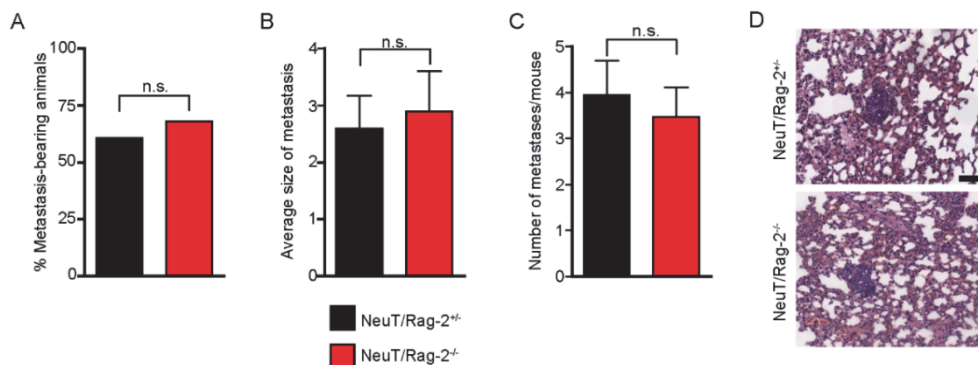 A
% Metastasis-bearing animals
100
75
50
25
0
n.s.
B
Average size of metastasis
4
3
2
1
0
n.s.
NeuT/Rag-2+/-
NeuT/Rag-2-/-
C
Number of metastases/mouse
5
4
3
2
1
0
n.s.
D
NeuT/Rag-2+/-
NeuT/Rag-2-/-